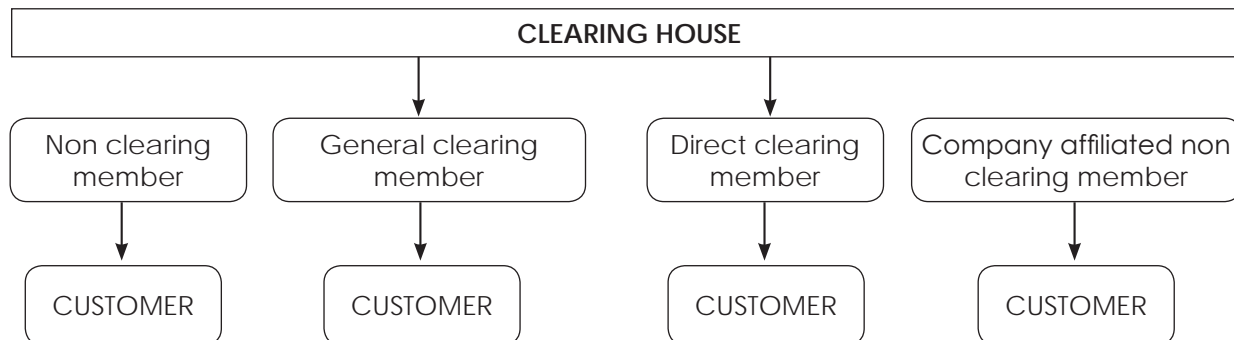 CLEARING HOUSE
Non clearing
member
General clearing
member
Direct clearing
member
Company affiliated non
clearing member
CUSTOMER
CUSTOMER
CUSTOMER
CUSTOMER